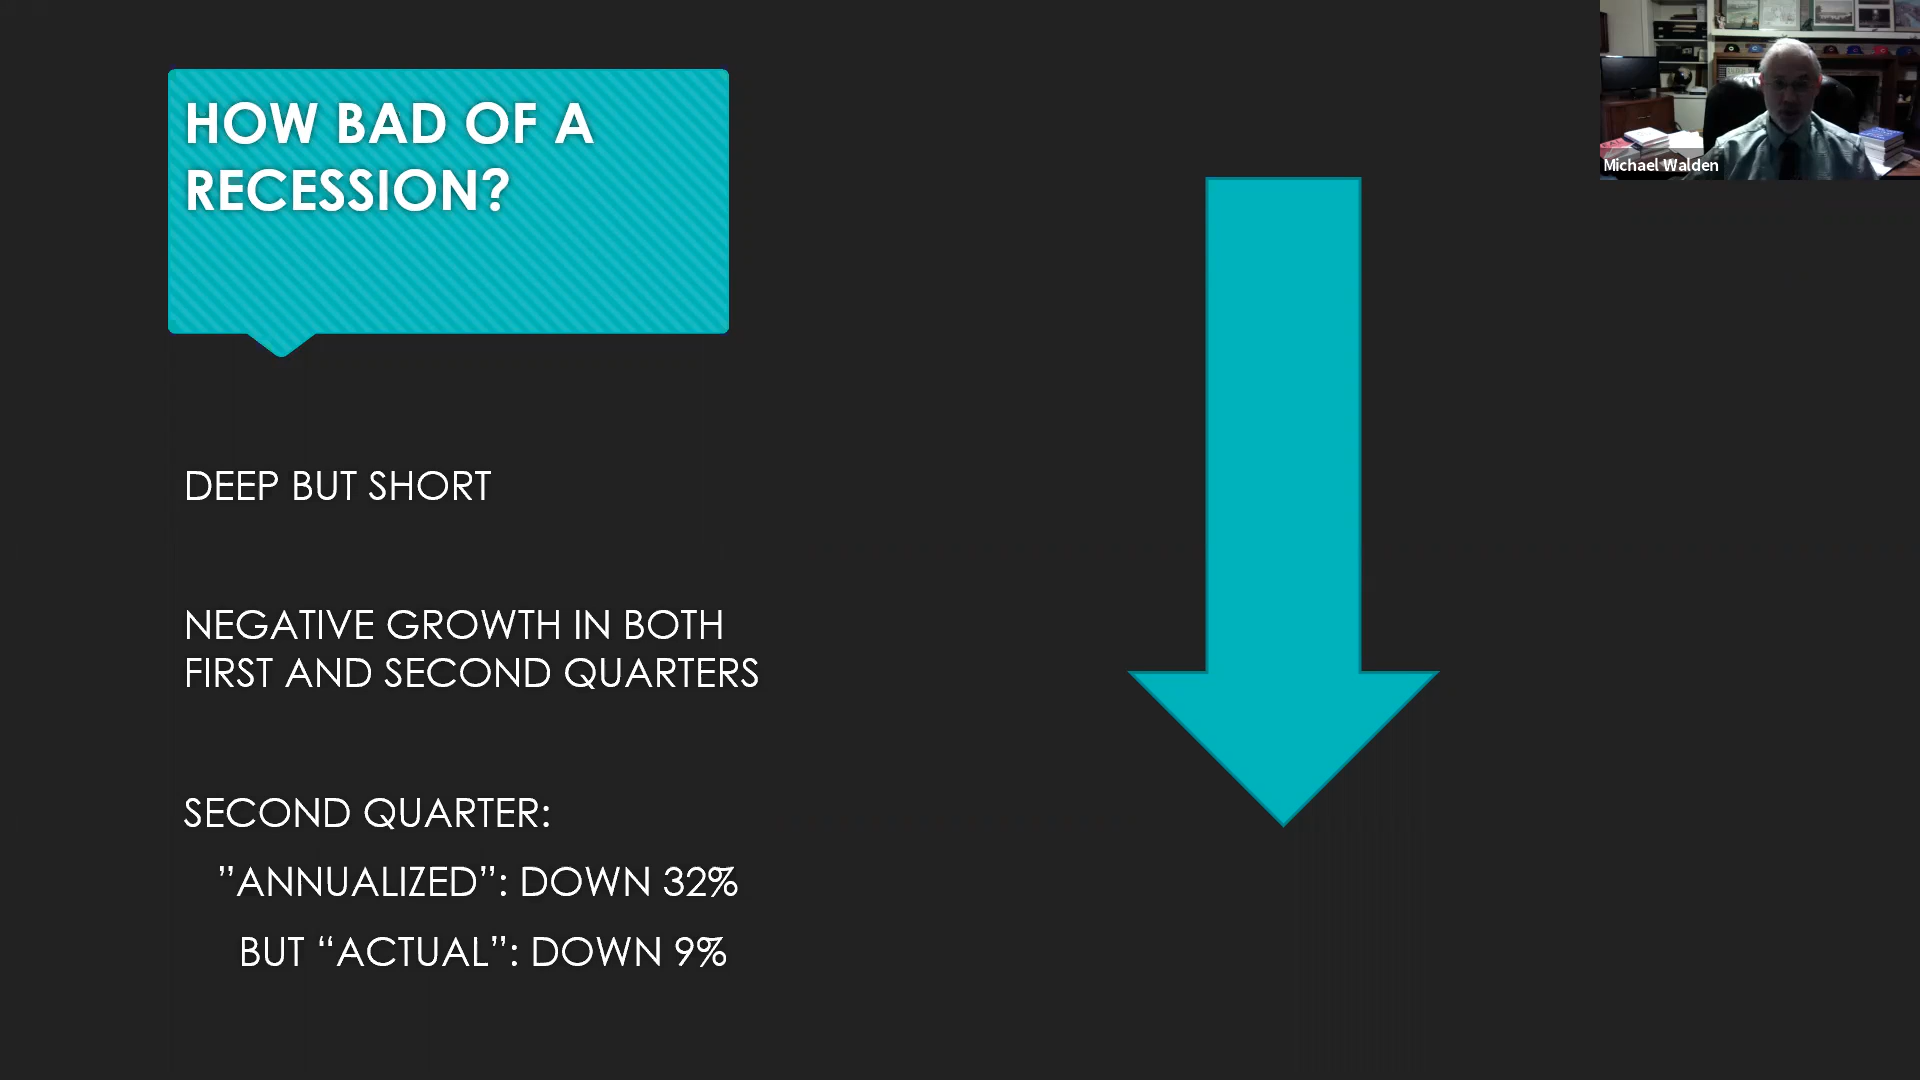 HOW BAD OF A
RECESSION?
Michael Walden
DEEP BUT SHORT
NEGATIVE GROWTH IN BOTH
FIRST AND SECOND QUARTERS
SECOND QUARTER:
”ANNUALIZED”: DOWN 32%
BUT “ACTUAL”: DOWN 9%